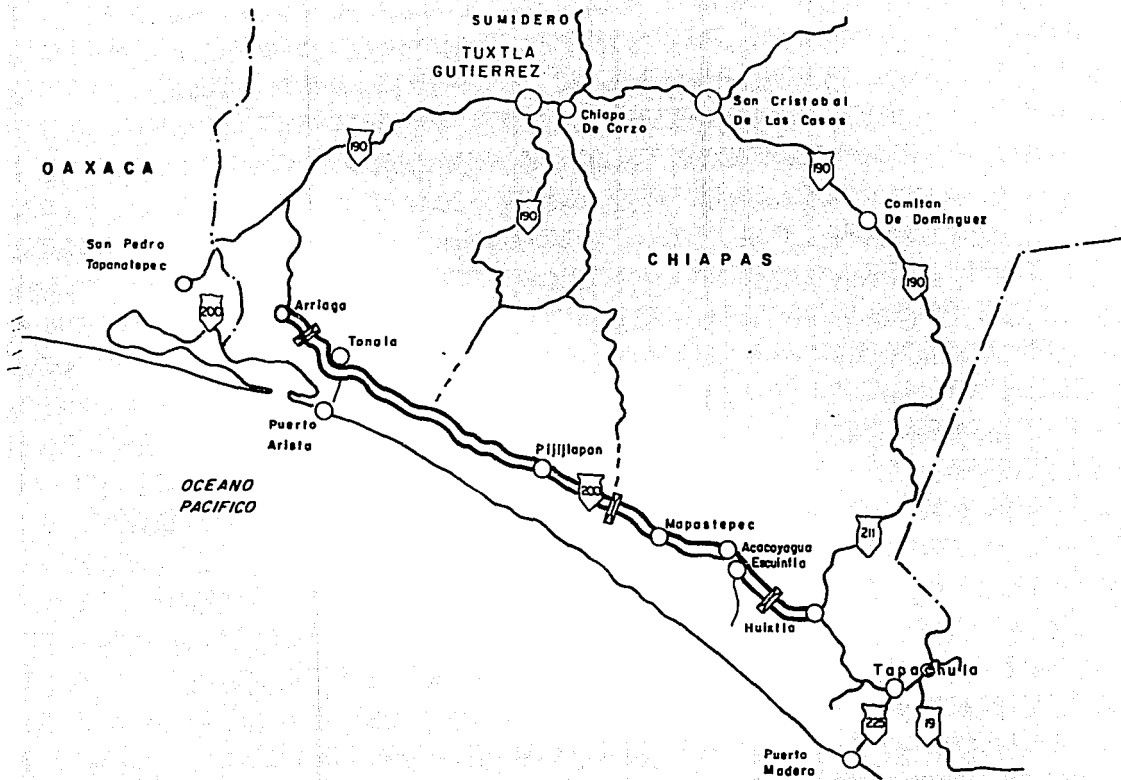 SUMIDERO
TUXTLA
GUTIERREZ
Chiapa
De Corzo
San Cristobal
De Las Casas
190
OAXACA
190
190
Comitan
De Dominguez
San Pedro
Tapanatepec
CHIAPAS
190
200
Arriaga
Tonala
Puerto
Arista
Pijijiapan
OCEANO
PACIFICO
200
Mapastepec
211
Acacoyagua
Escuintla
Huixtla
Tapachula
225
19
Puerto
Madero